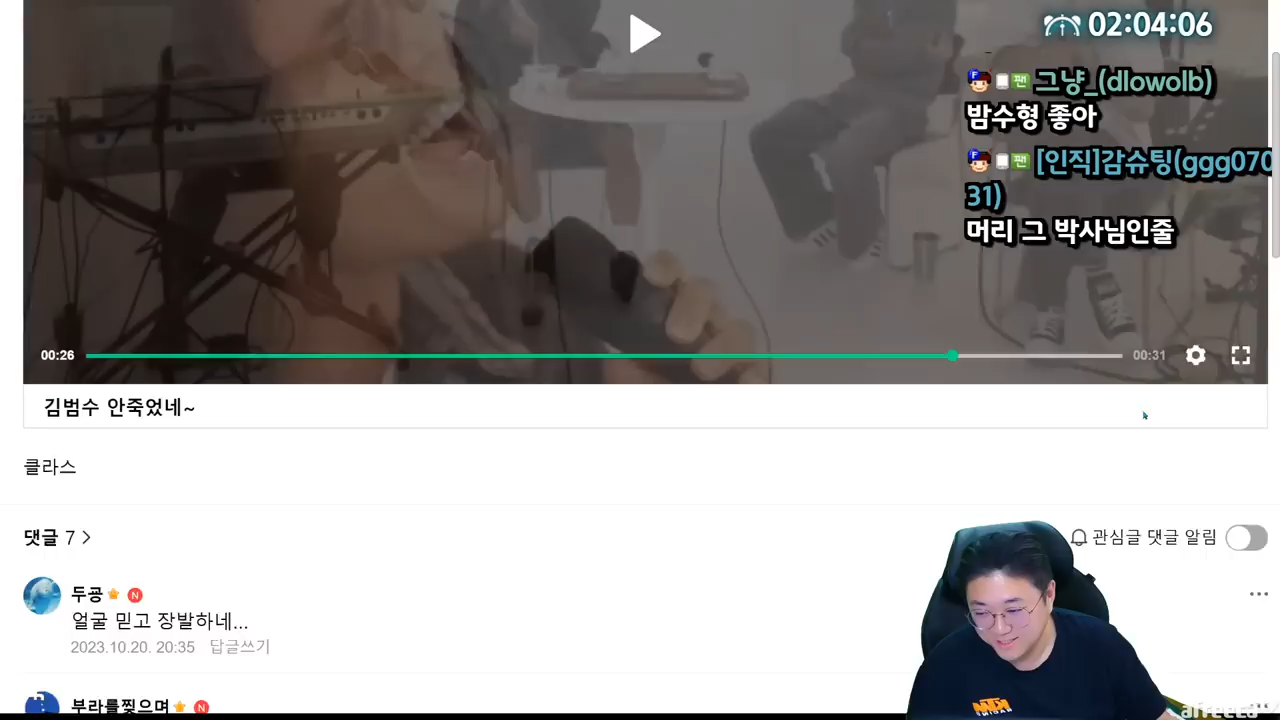 02:04:06
그냥_(dlowolb)
밤수형 좋아
[인직]감슈팅(ggg070
31)
머리 그 박사님인줄
00:26
00:31
김범수 안죽었네~
클라스
댓글 7
관심글 댓글 알림
두굥 N
얼굴 믿고 장발하네...
2023.10.20. 20:35 답글쓰기
부라를찢으며 N